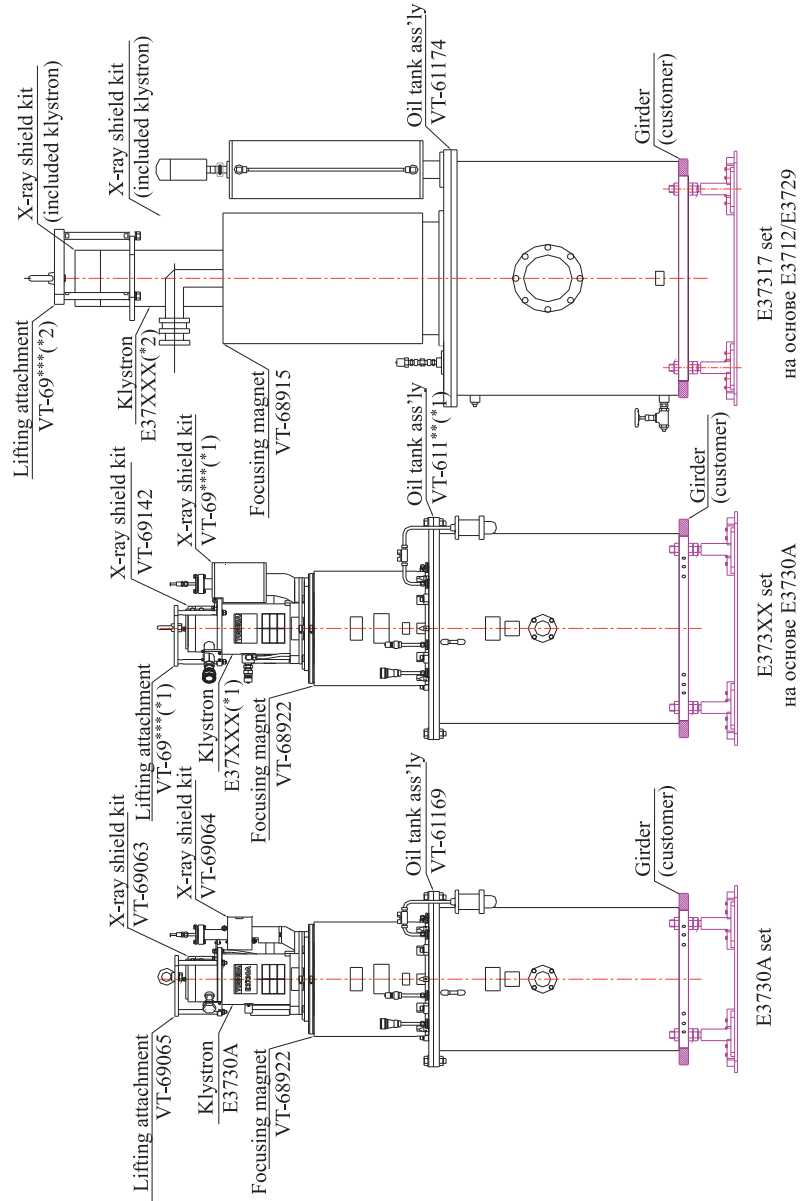 Lifting attachment
VT-69065
X-ray shield kit
VT-69063
X-ray shield kit
VT-69064
Klystron
E3730A
Focusing magnet
VT-68922
Oil tank ass'ly
VT-61169
Girder
(customer)
E3730A set
Lifting attachment
VT-69***(*1)
X-ray shield kit
VT-69142
X-ray shield kit
VT-69***(*1)
Klystron
E37XXX(*1)
Focusing magnet
VT-68922
Oil tank ass'ly
VT-611**(*1)
Girder
(customer)
E373XX set
на основе E3730A
Lifting attachment
VT-69***(*2)
X-ray shield kit
(included klystron)
X-ray shield kit
(included klystron)
Klystron
E37XXX(*2)
Focusing magnet
VT-68915
Oil tank ass'ly
VT-61174
Girder
(customer)
E37317 set
на основе E3712/E3729